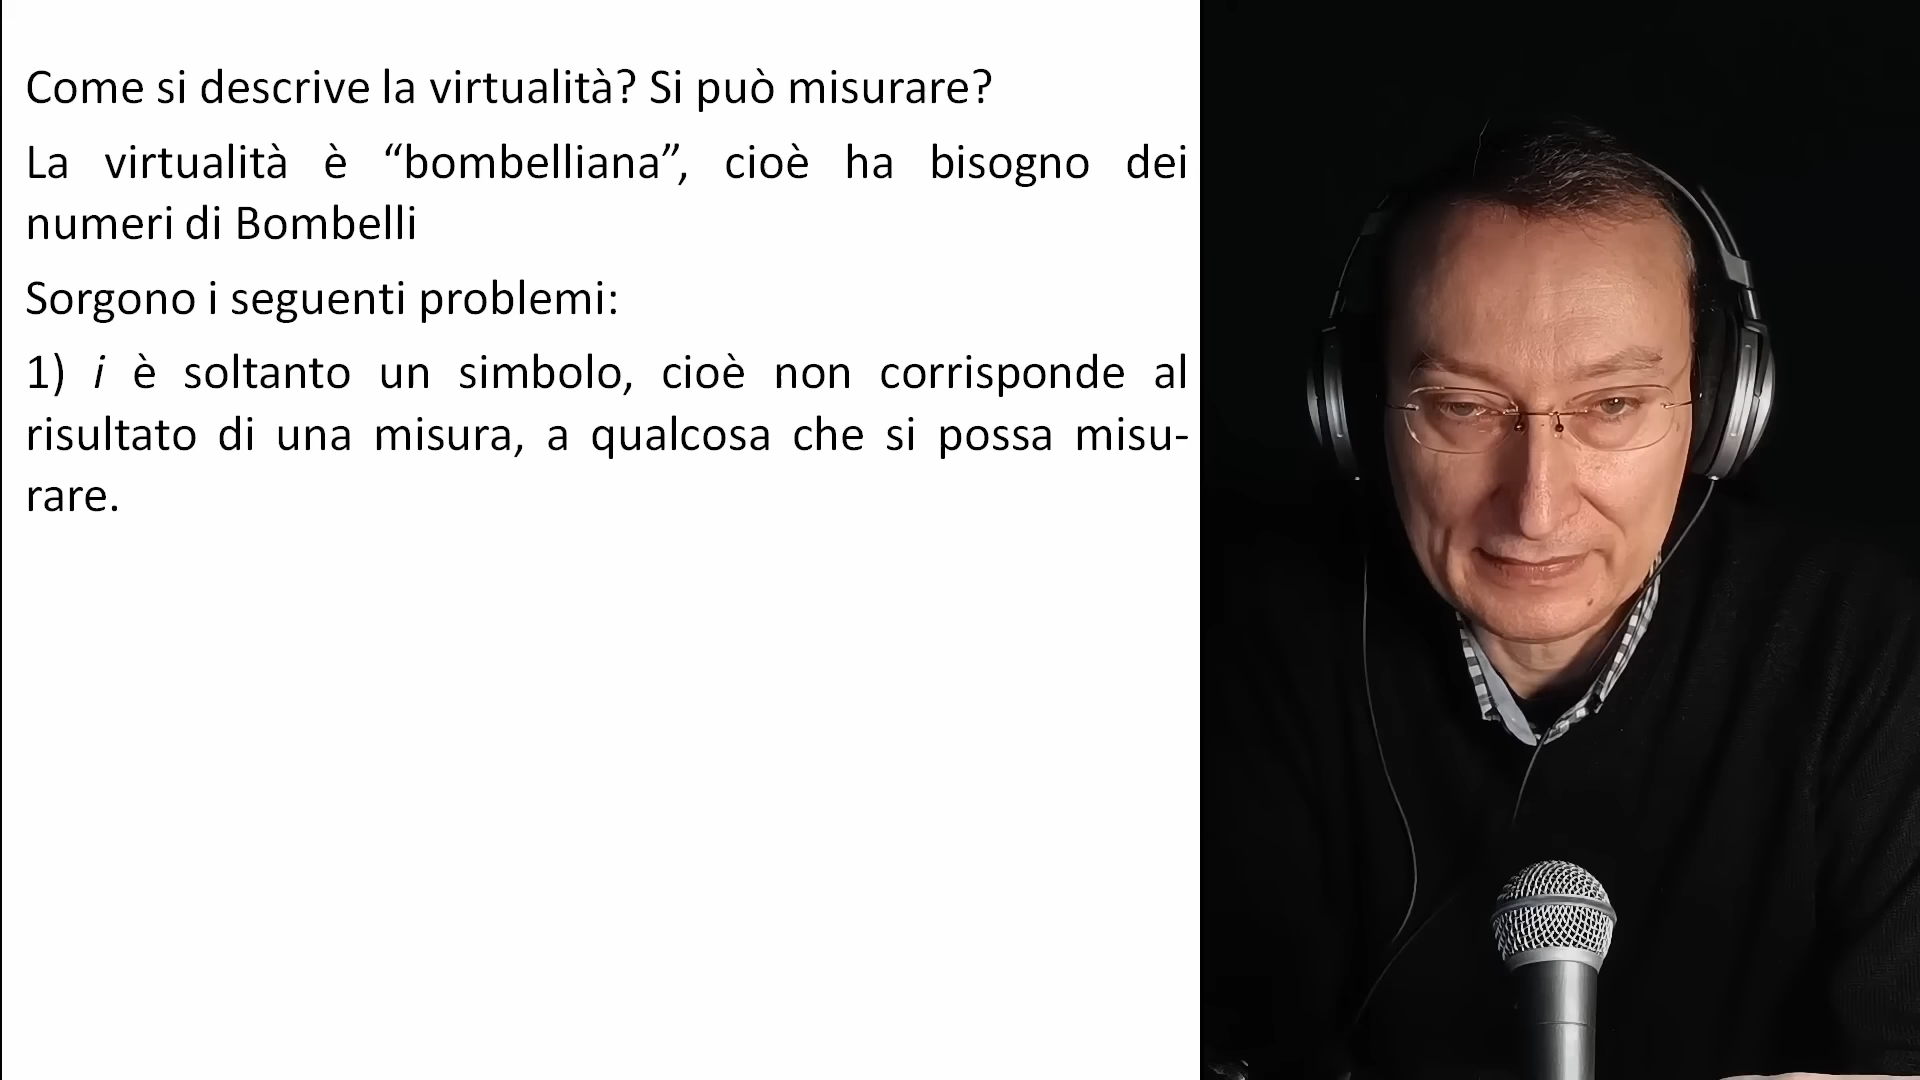 Come si descrive la virtualità? Si può misurare?
La virtualità è “bombelliana”, cioè ha bisogno dei
numeri di Bombelli
Sorgono i seguenti problemi:
1) i è soltanto un simbolo, cioè non corrisponde al
risultato di una misura, a qualcosa che si possa misu-
rare.